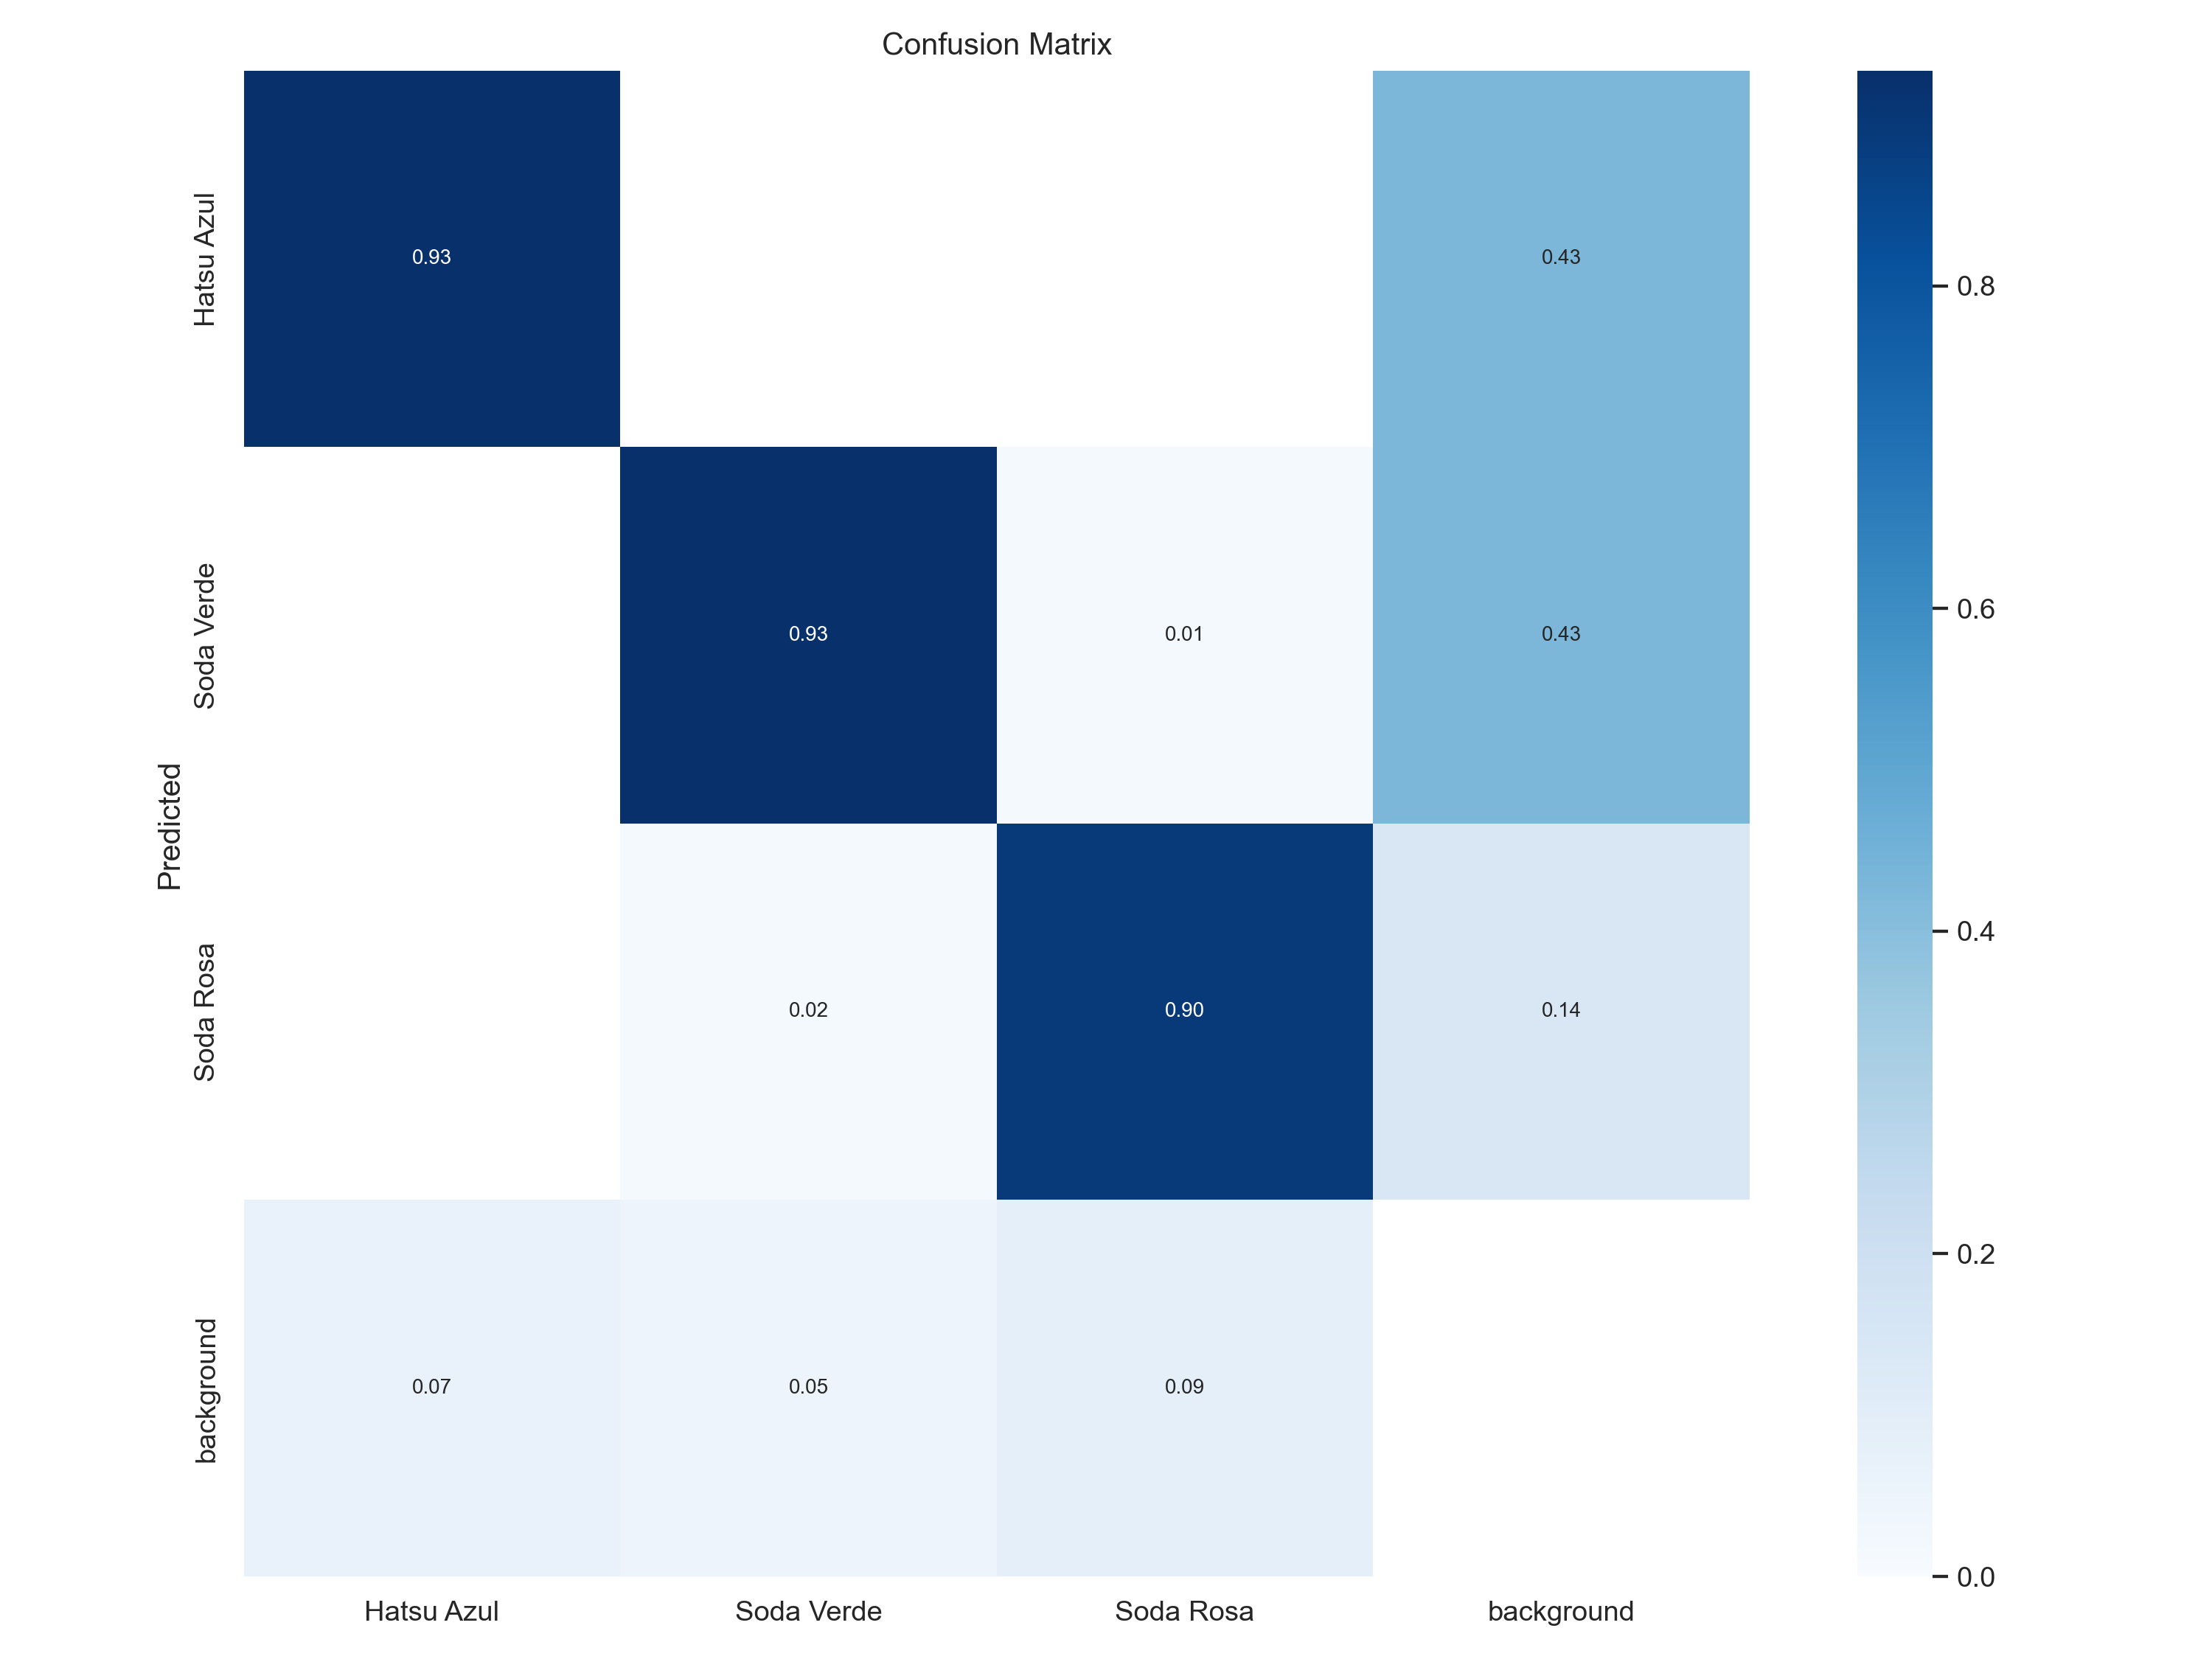 Confusion Matrix
Hatsu Azul
0.93
0.43
0.8
Soda Verde
0.93
0.01
0.43
0.6
Predicted
Soda Rosa
0.02
0.90
0.14
0.4
background
0.07
0.05
0.09
0.2
0.0
Hatsu Azul
Soda Verde
Soda Rosa
background